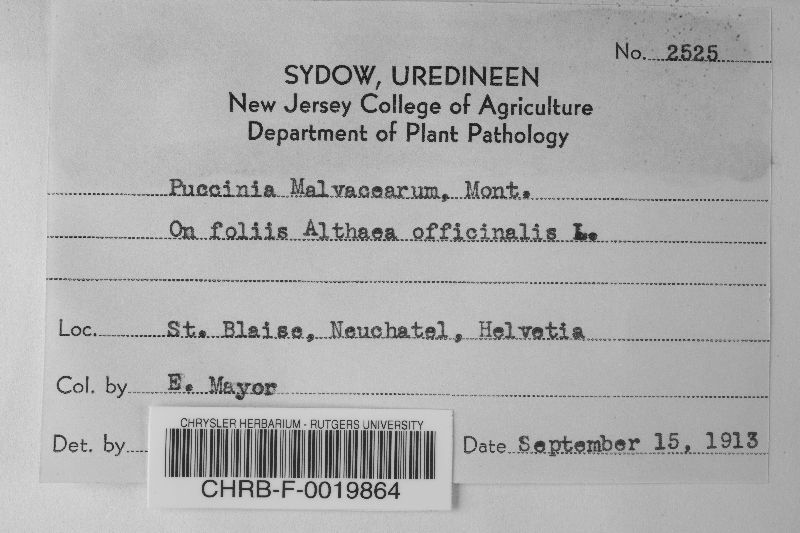 No. 2525
SYDOW, UREDINEEN
New Jersey College of Agriculture
Department of Plant Pathology
Puccinia Malvacearum, Mont.
On foliis Althaea officinalis L.
Loc. St. Blaise, Neuchatel, Helvetia
Col. by E. Mayor
Det. by
Date September 15, 1913
CHRYSLER HERBARIUM - RUTGERS UNIVERSITY
CHRB-F-0019864